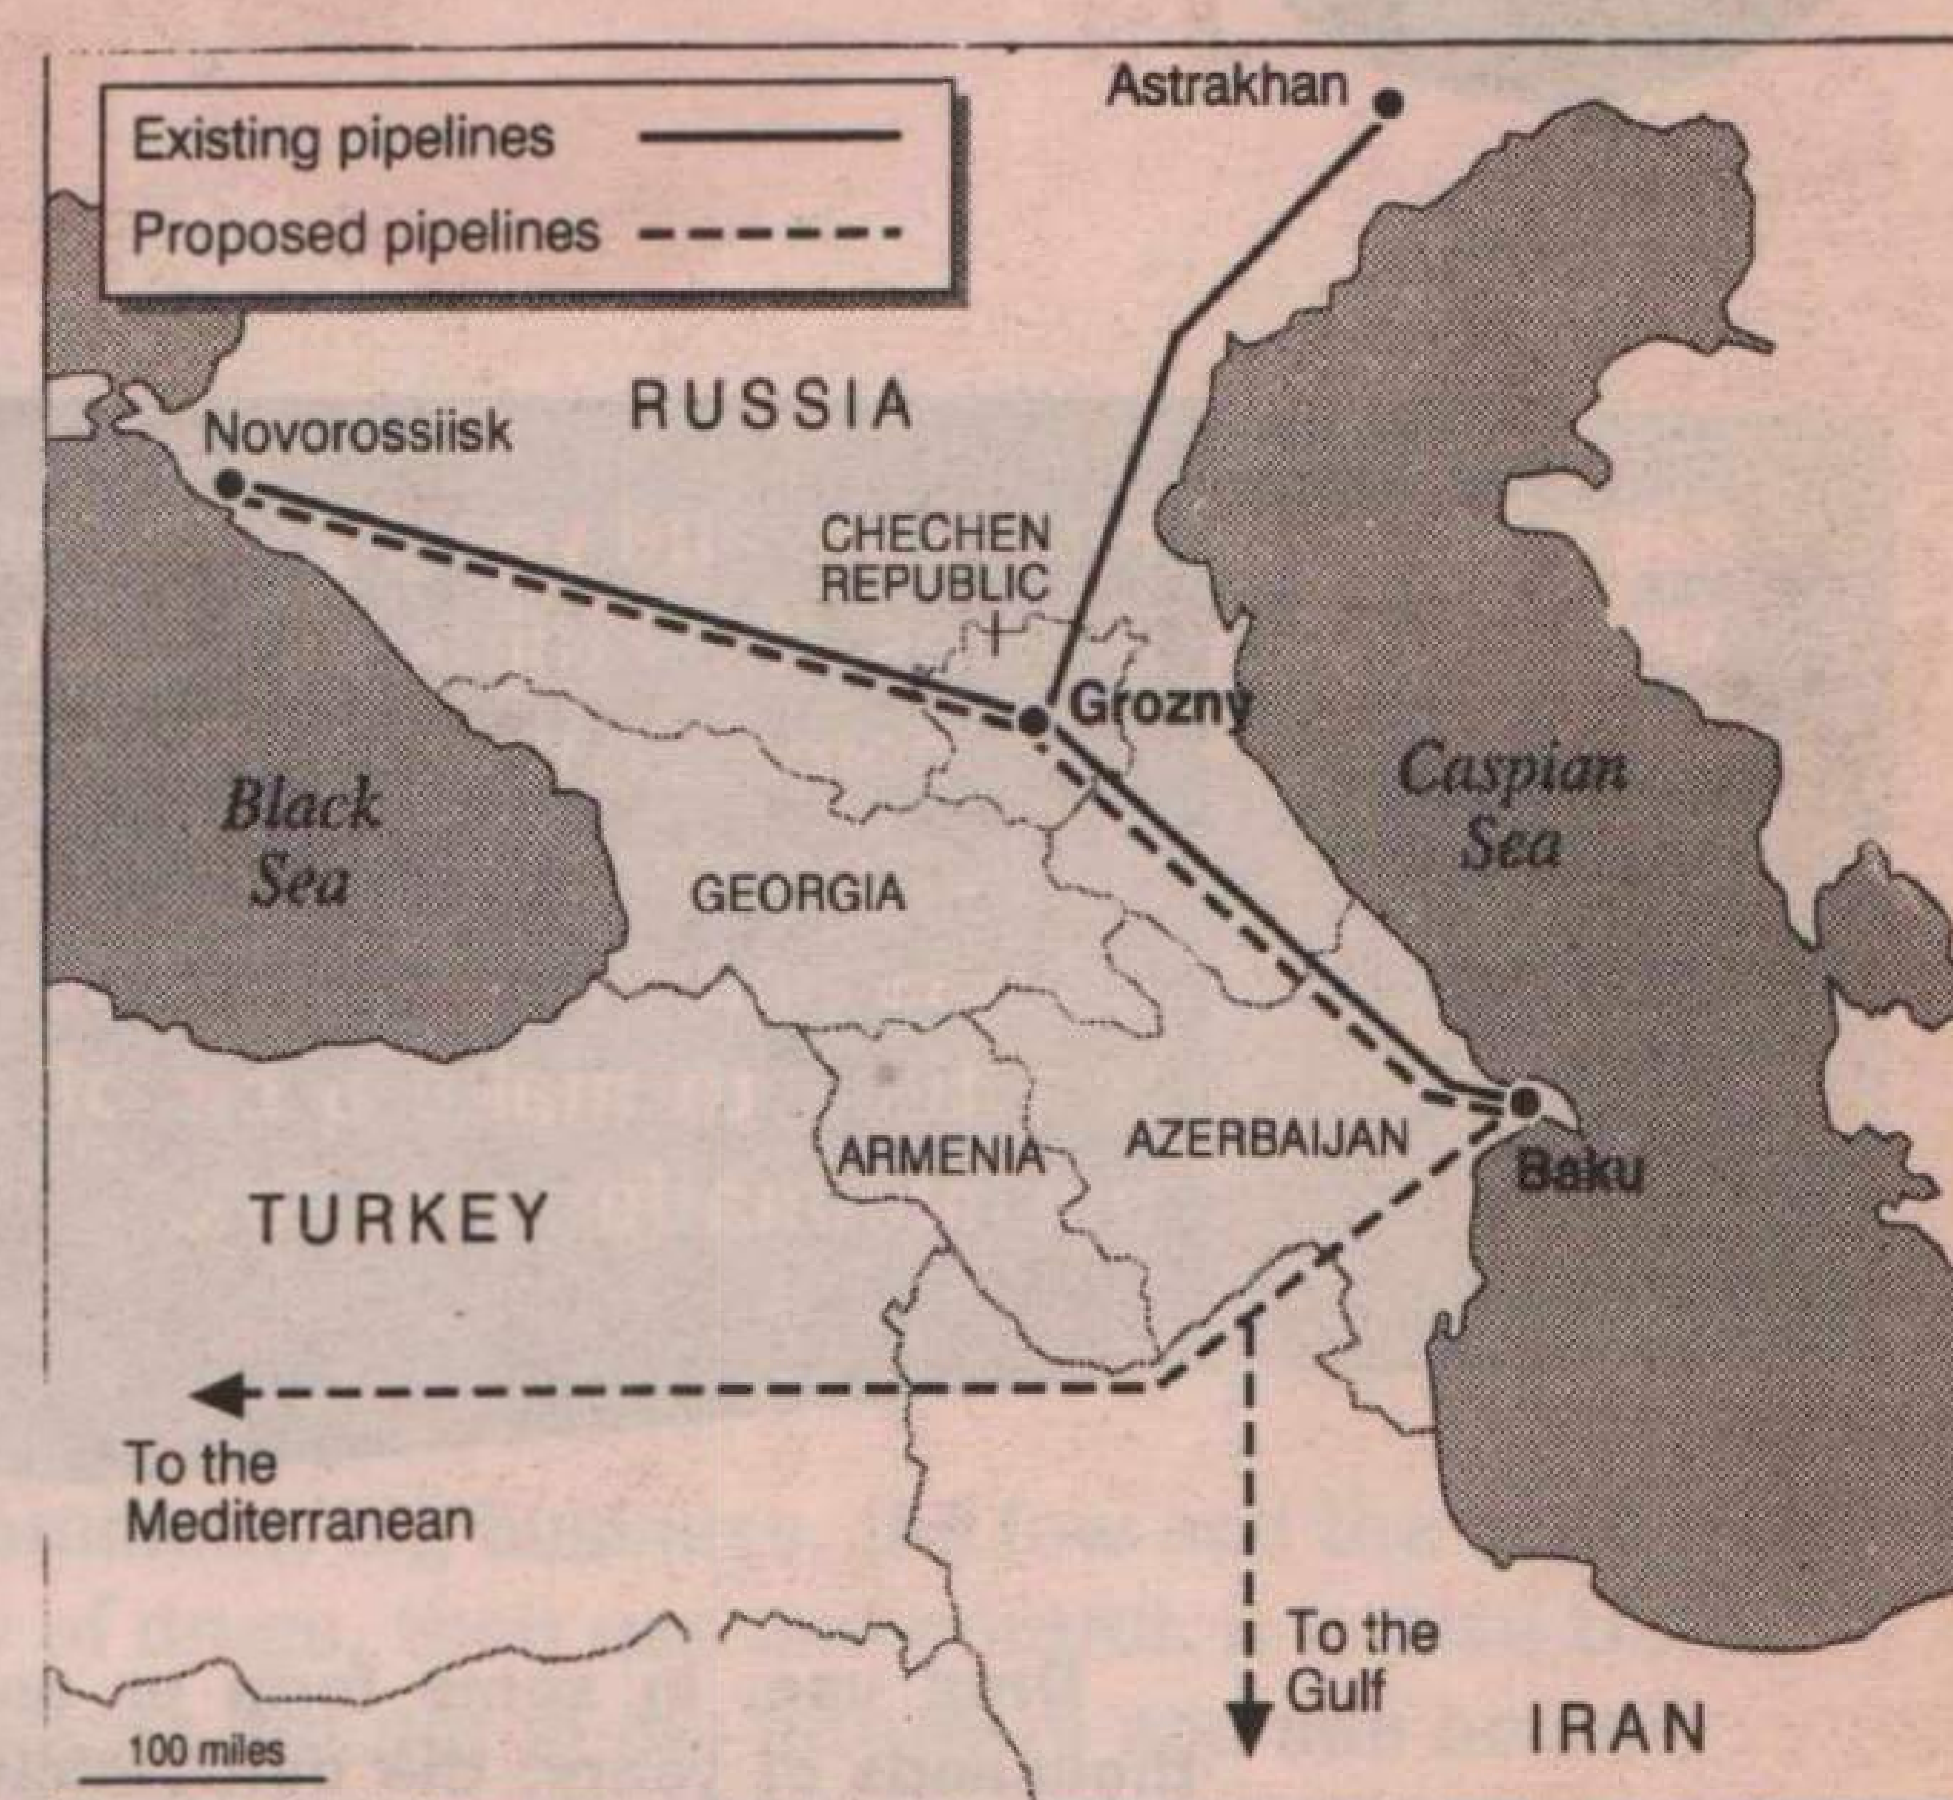 Existing pipelines
Proposed pipelines
Astrakhan
RUSSIA
Novorossiisk
CHECHEN
REPUBLIC
Grozny
Black
Sea
Caspian
Sea
GEORGIA
ARMENIA
AZERBAIJAN
Baku
TURKEY
To the
Mediterranean
To the
Gulf
IRAN
100 miles